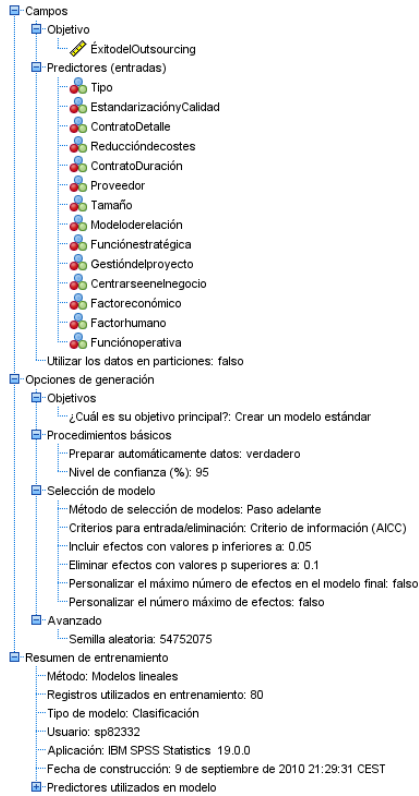 Campos
Objetivo
ÉxitodelOutsourcing
Predictores (entradas)
Tipo
EstandarizaciónyCalidad
ContratoDetalle
Reduccióndecostes
ContratoDuración
Proveedor
Tamaño
Modeloderelación
Funciónestratégica
Gestióndelproyecto
Centrarseenelnegocio
Factoreconómico
Factorhumano
Funciónoperativa
Utilizar los datos en particiones: falso
Opciones de generación
Objetivos
¿Cuál es su objetivo principal?: Crear un modelo estándar
Procedimientos básicos
Preparar automáticamente datos: verdadero
Nivel de confianza (%): 95
Selección de modelo
Método de selección de modelos: Paso adelante
Criterios para entrada/eliminación: Criterio de información (AICC)
Incluir efectos con valores p inferiores a: 0.05
Eliminar efectos con valores p superiores a: 0.1
Personalizar el máximo número de efectos en el modelo final: falso
Personalizar el número máximo de efectos: falso
Avanzado
Semilla aleatoria: 54752075
Resumen de entrenamiento
Método: Modelos lineales
Registros utilizados en entrenamiento: 80
Tipo de modelo: Clasificación
Usuario: sp82332
Aplicación: IBM SPSS Statistics 19.0.0
Fecha de construcción: 9 de septiembre de 2010 21:29:31 CEST
Predictores utilizados en modelo